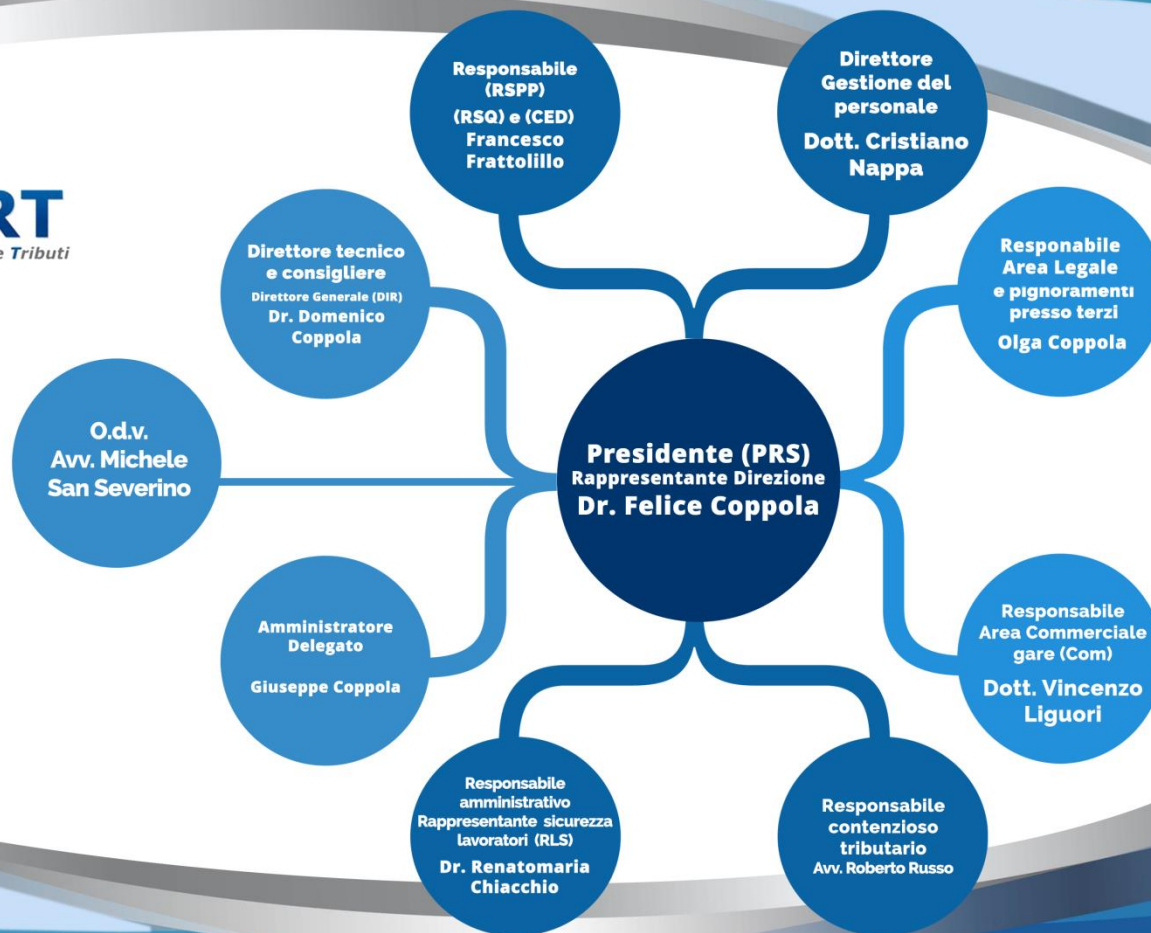 RT
e Tributi
Responsabile
(RSPP)
(RSQ) e (CED)
Francesco
Frattolillo
Direttore
Gestione del
personale
Dott. Cristiano
Nappa
Direttore tecnico
e consigliere
Direttore Generale (DIR)
Dr. Domenico
Coppola
Responabile
Area Legale
e pignoramenti
presso terzi
Olga Coppola
O.d.v.
Avv. Michele
San Severino
Presidente (PRS)
Rappresentante Direzione
Dr. Felice Coppola
Amministratore
Delegato
Giuseppe Coppola
Responsabile
Area Commerciale
gare (Com)
Dott. Vincenzo
Liguori
Responsabile
amministrativo
Rappresentante sicurezza
lavoratori (RLS)
Dr. Renatomaria
Chiacchio
Responsabile
contenzioso
tributario
Avv. Roberto Russo